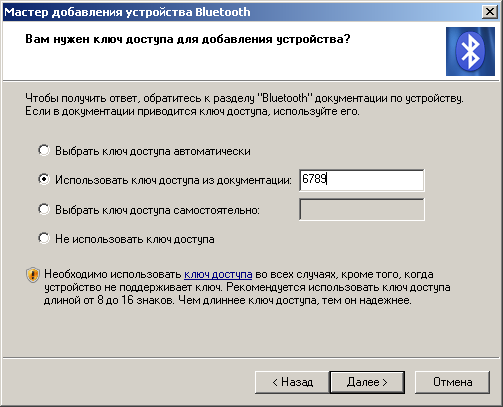 Мастер добавления устройства Bluetooth
Вам нужен ключ доступа для добавления устройства?
Чтобы получить ответ, обратитесь к разделу "Bluetooth" документации по устройству.
Если в документации приводится ключ доступа, используйте его.
Выбрать ключ доступа автоматически
Использовать ключ доступа из документации: 6789
Выбрать ключ доступа самостоятельно:
Не использовать ключ доступа
Необходимо использовать ключ доступа во всех случаях, кроме того, когда
устройство не поддерживает ключ. Рекомендуется использовать ключ доступа
длиной от 8 до 16 знаков. Чем длиннее ключ доступа, тем он надежнее.
< Назад Далее > Отмена